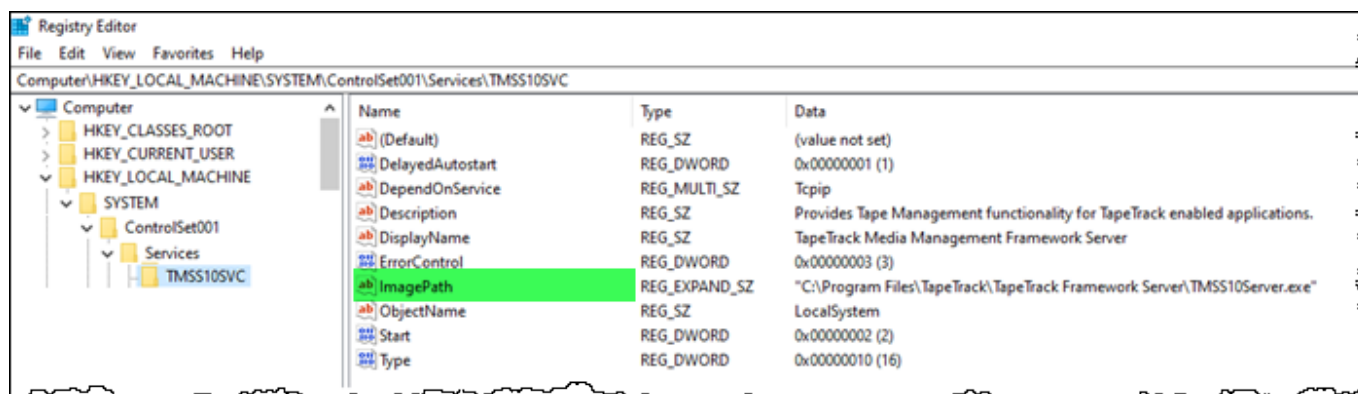 Registry Editor
File Edit View Favorites Help
Computer\HKEY_LOCAL_MACHINE\SYSTEM\ControlSet001\Services\TMSS10SVC
Computer
HKEY_CLASSES_ROOT
HKEY_CURRENT_USER
HKEY_LOCAL_MACHINE
SYSTEM
ControlSet001
Services
TMSS10SVC
Name Type Data
(Default) REG_SZ (value not set)
DelayedAutostart REG_DWORD 0x00000001 (1)
DependOnService REG_MULTI_SZ Tcpip
Description REG_SZ Provides Tape Management functionality for TapeTrack enabled applications.
DisplayName REG_SZ TapeTrack Media Management Framework Server
ErrorControl REG_DWORD 0x00000003 (3)
ImagePath REG_EXPAND_SZ "C:\Program Files\TapeTrack\TapeTrack Framework Server\TMSS10Server.exe"
ObjectName REG_SZ LocalSystem
Start REG_DWORD 0x00000002 (2)
Type REG_DWORD 0x00000010 (16)